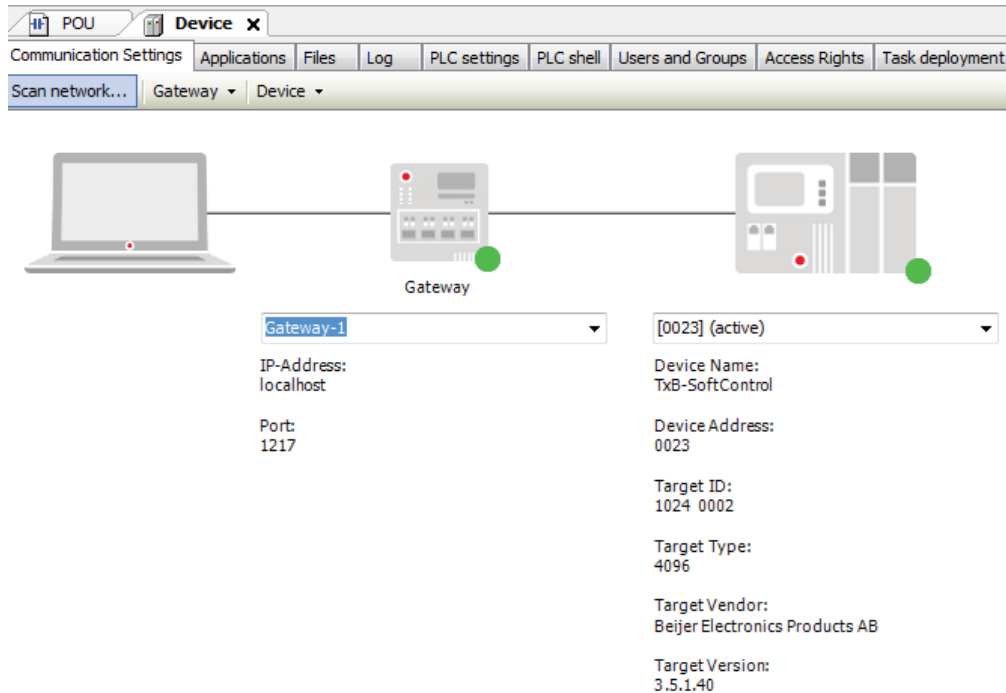 POU Device x
Communication Settings Applications Files Log PLC settings PLC shell Users and Groups Access Rights Task deployment
Scan network... Gateway Device
Gateway
Gateway-1
[0023] (active)
IP-Address:
localhost
Port:
1217
Device Name:
TxB-SoftControl
Device Address:
0023
Target ID:
1024 0002
Target Type:
4096
Target Vendor:
Beijer Electronics Products AB
Target Version:
3.5.1.40